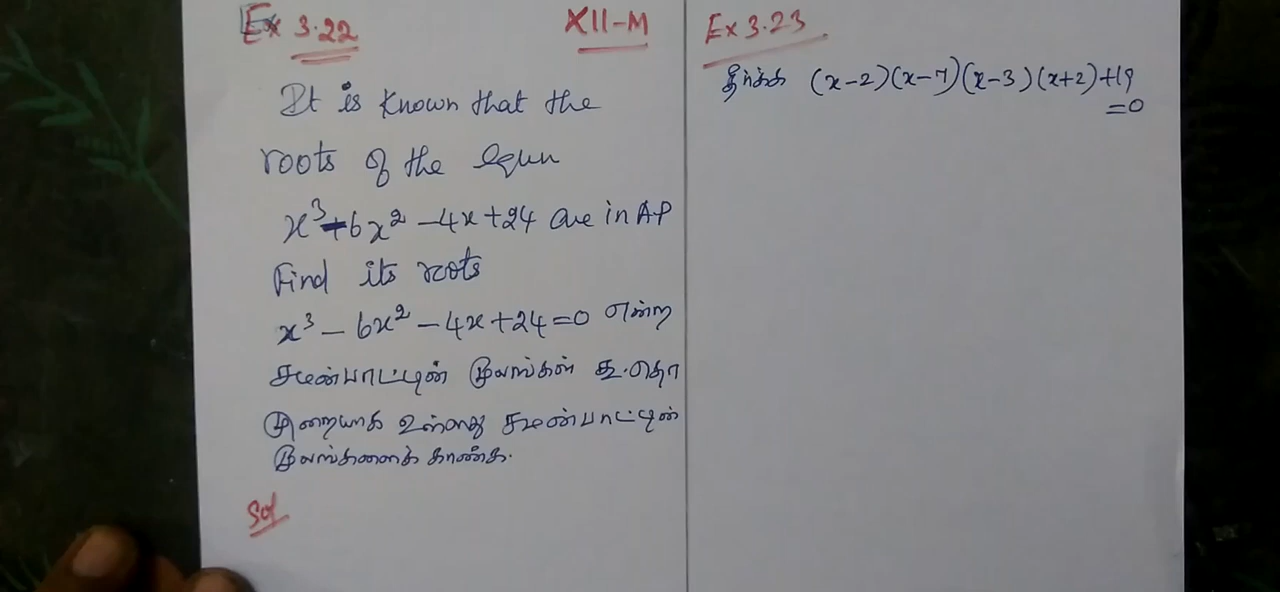 Ex 3.22
XII-M
It is known that the
roots of the equn
x³-6x² -4x+24 are in AP
Find its roots
x³ - 6x² - 4x + 24 = 0 என்ற
சமன்பாட்டின் மூலங்கள் கூ.தொ
முறையாக உள்ளது சமன்பாட்டின்
மூலங்களைக் காண்க.
Sol
Ex 3.23
தீர்க்க (x-2)(x-7)(x-3)(x+2)+19
=0